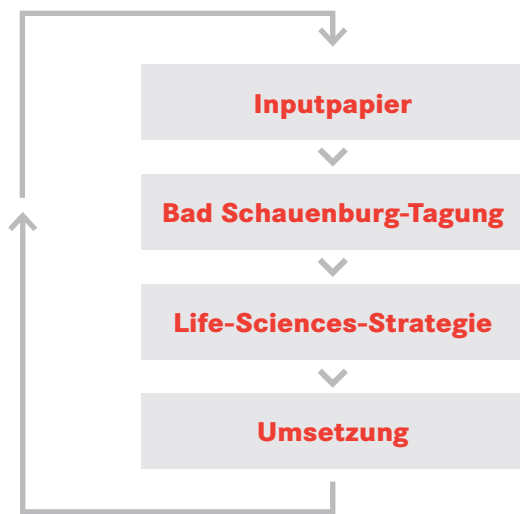 Inputpapier
Bad Schauenburg-Tagung
Life-Sciences-Strategie
Umsetzung